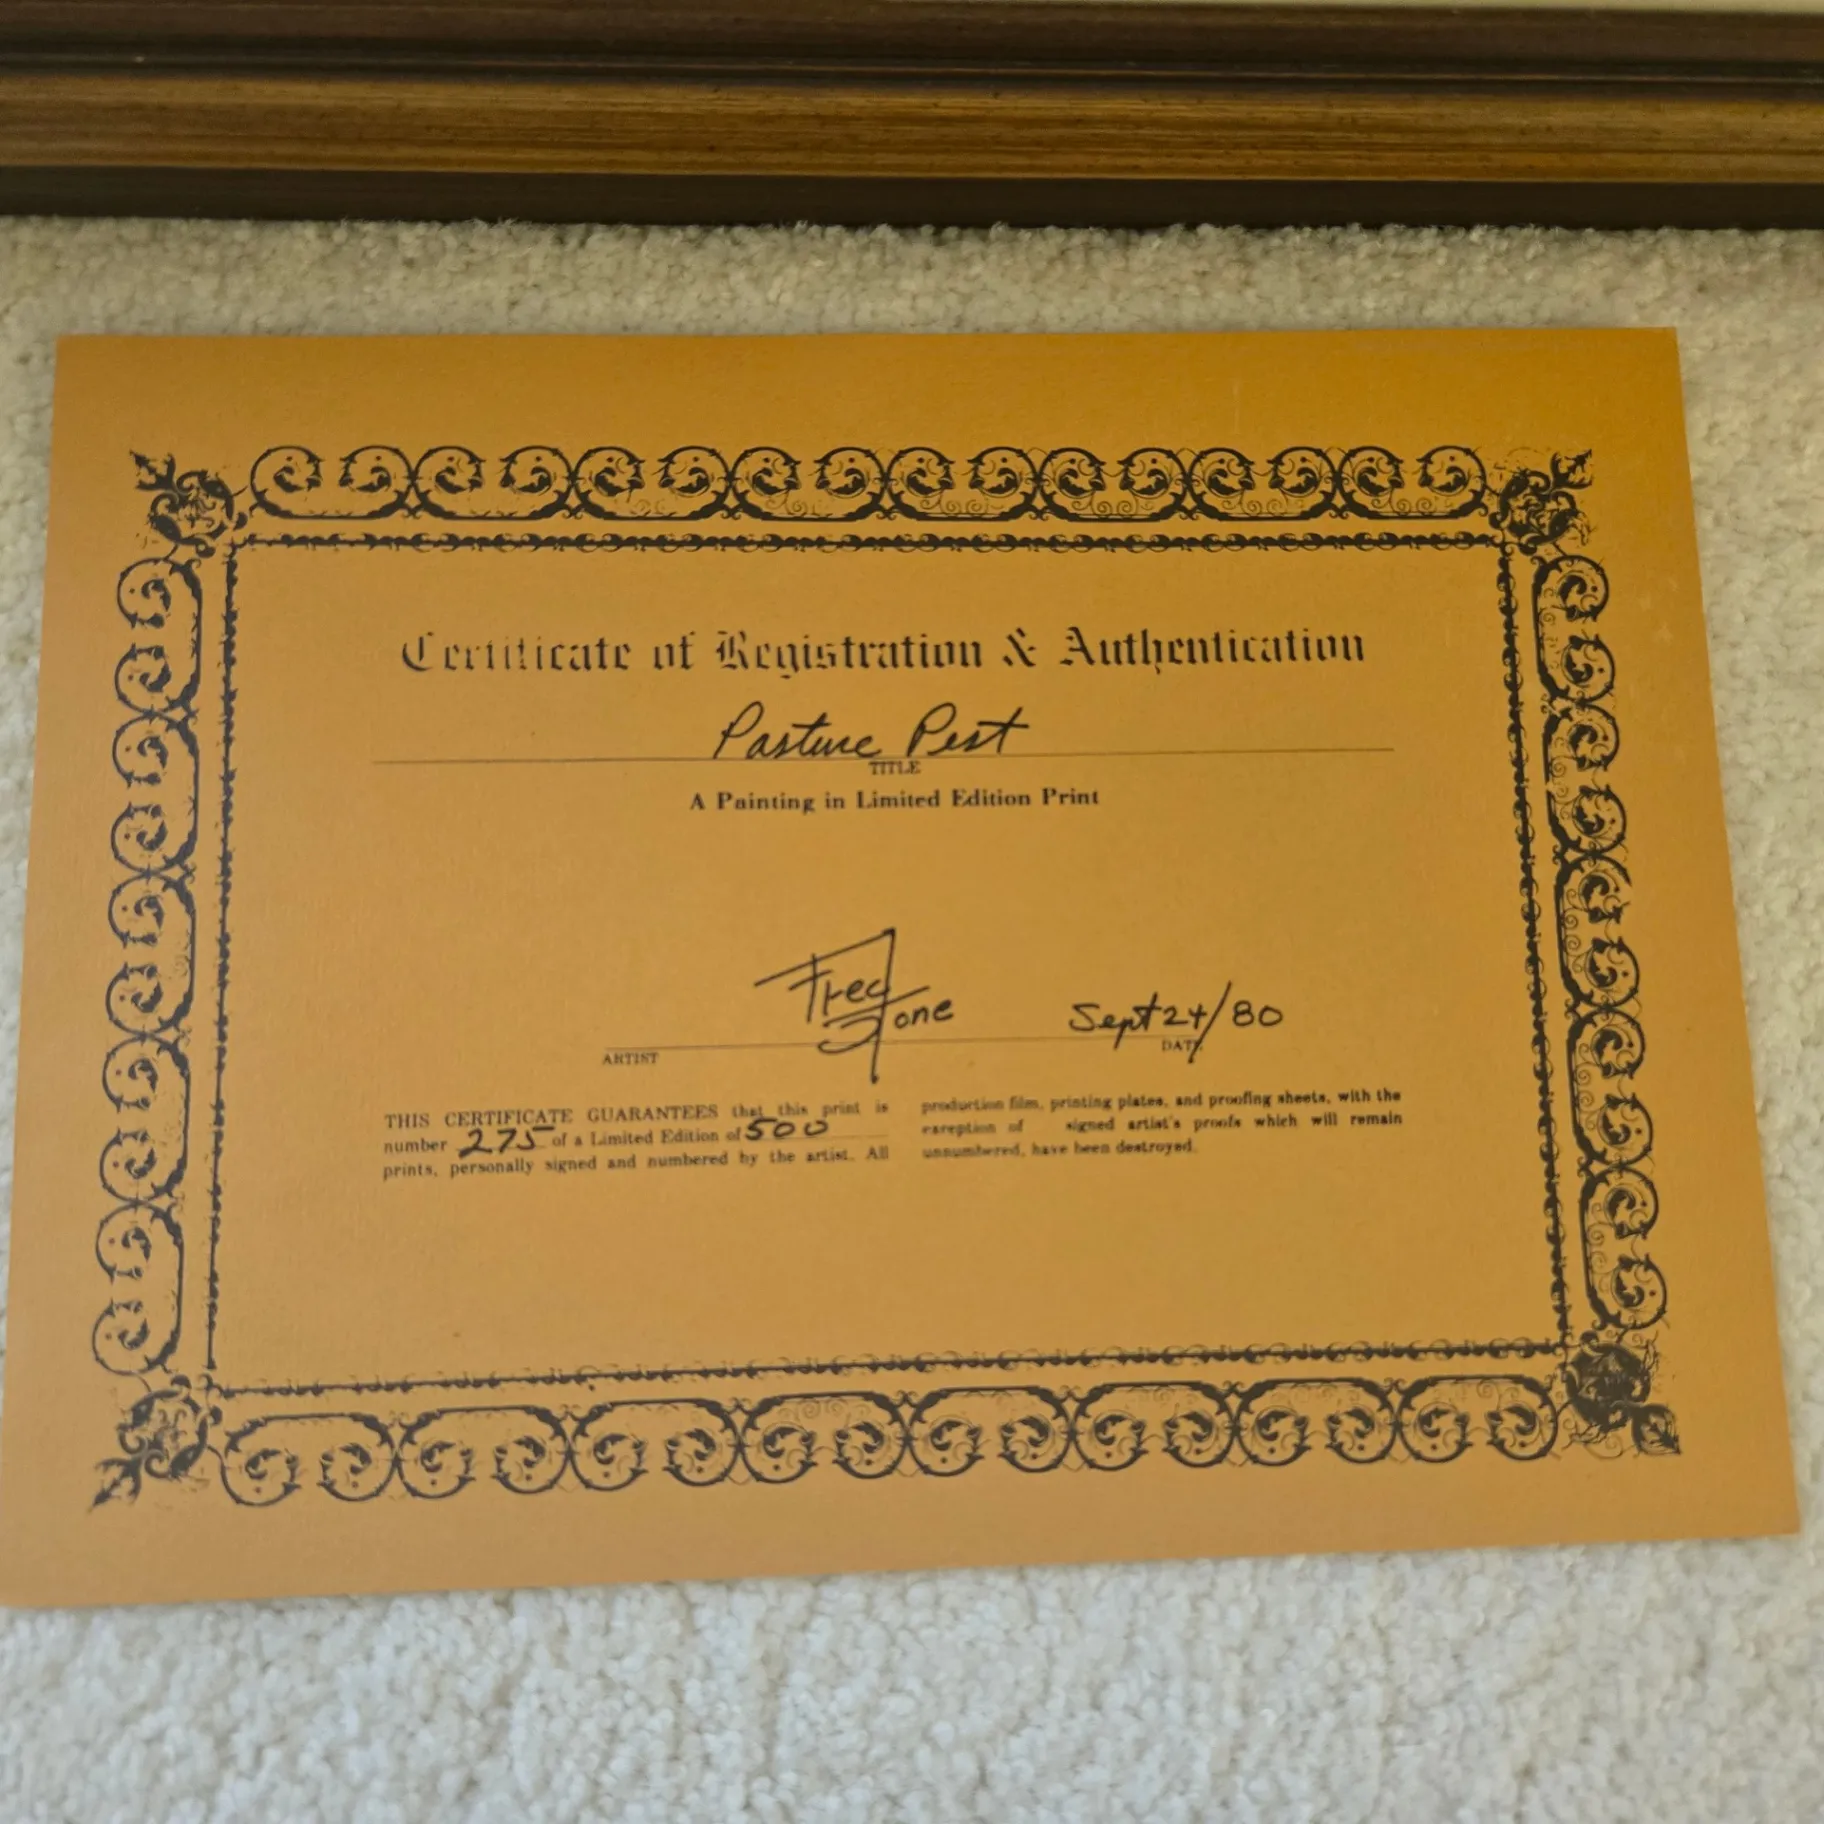 Certificate of Registration & Authentication
Pasture Pest
TITLE
A Painting in Limited Edition Print
Fred Stone Sept 24/80
ARTIST DATE
THIS CERTIFICATE GUARANTEES that this print is
number 275 of a Limited Edition of 500
prints, personally signed and numbered by the artist. All
production film, printing plates, and proofing sheets, with the
exception of signed artist's proofs which will remain
unnumbered, have been destroyed.